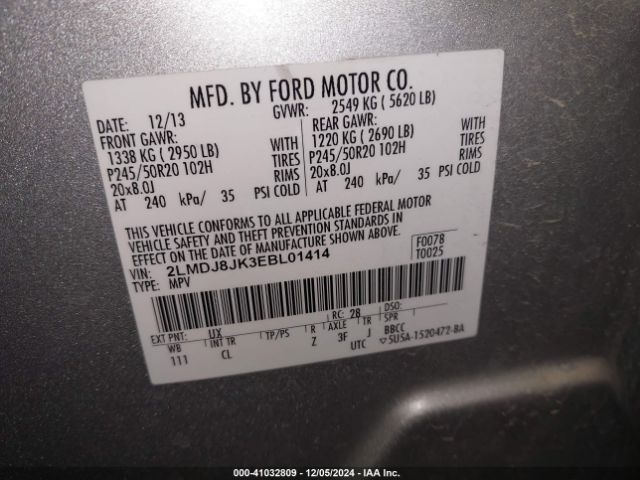 MFD. BY FORD MOTOR CO.
DATE: 12/13 GVWR: 2549 KG ( 5620 LB)
FRONT GAWR: REAR GAWR:
1338 KG ( 2950 LB) WITH 1220 KG ( 2690 LB) WITH
P245/50R20 102H TIRES P245/50R20 102H TIRES
20x8.0J RIMS 20x8.0J RIMS
AT 240 kPa/ 35 PSI COLD AT 240 kPa/ 35 PSI COLD
THIS VEHICLE CONFORMS TO ALL APPLICABLE FEDERAL MOTOR
VEHICLE SAFETY AND THEFT PREVENTION STANDARDS IN
EFFECT ON THE DATE OF MANUFACTURE SHOWN ABOVE.
VIN: 2LMDJ8JK3EBL01414 F0078
TYPE: MPV T0025
EXT PNT: UX RC: 28 DSO:
WB INT TR TP/PS R AXLE TR SPR
111 CL Z 3F J BBCC
UTC ▽5U5A-1520472-BA
000-41032809 - 12/05/2024 - IAA Inc.